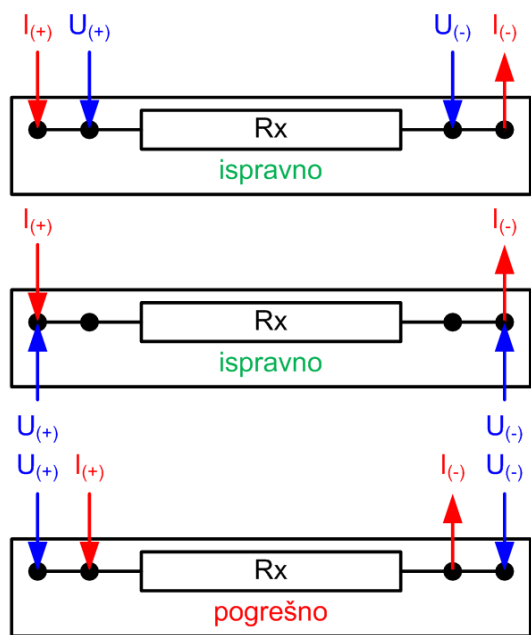 I(+) U(+) U(-) I(-)
Rx
ispravno
I(+) I(-)
Rx
ispravno
U(+) U(-)
U(+) I(+) I(-) U(-)
Rx
pogrešno